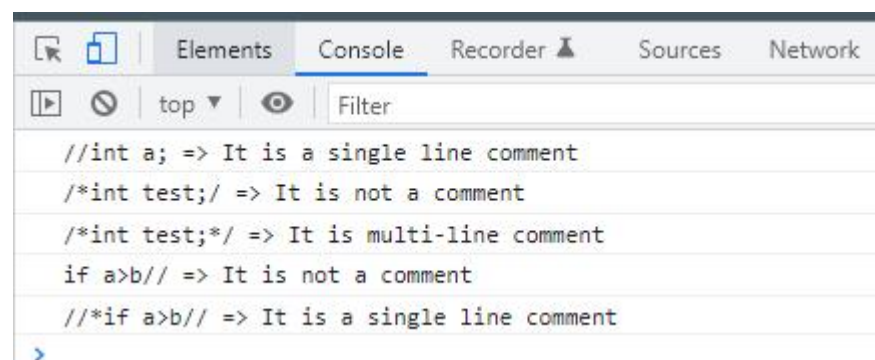 Elements Console Recorder Sources Network
top ▼ Filter
//int a; => It is a single line comment
/*int test;/ => It is not a comment
/*int test;*/ => It is multi-line comment
if a>b// => It is not a comment
//*if a>b// => It is a single line comment
>